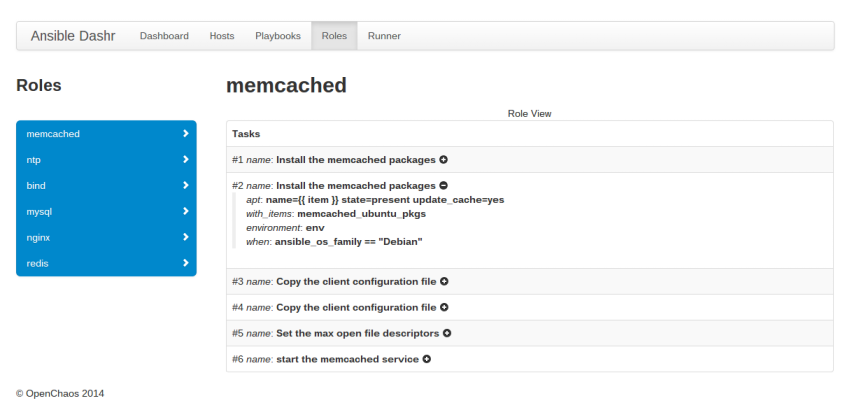 Ansible Dashr Dashboard Hosts Playbooks Roles Runner
Roles
memcached
ntp
bind
mysql
nginx
redis
memcached
Role View
Tasks
#1 name: Install the memcached packages
#2 name: Install the memcached packages
apt: name={{ item }} state=present update_cache=yes
with_items: memcached_ubuntu_pkgs
environment: env
when: ansible_os_family == "Debian"
#3 name: Copy the client configuration file
#4 name: Copy the client configuration file
#5 name: Set the max open file descriptors
#6 name: start the memcached service
© OpenChaos 2014